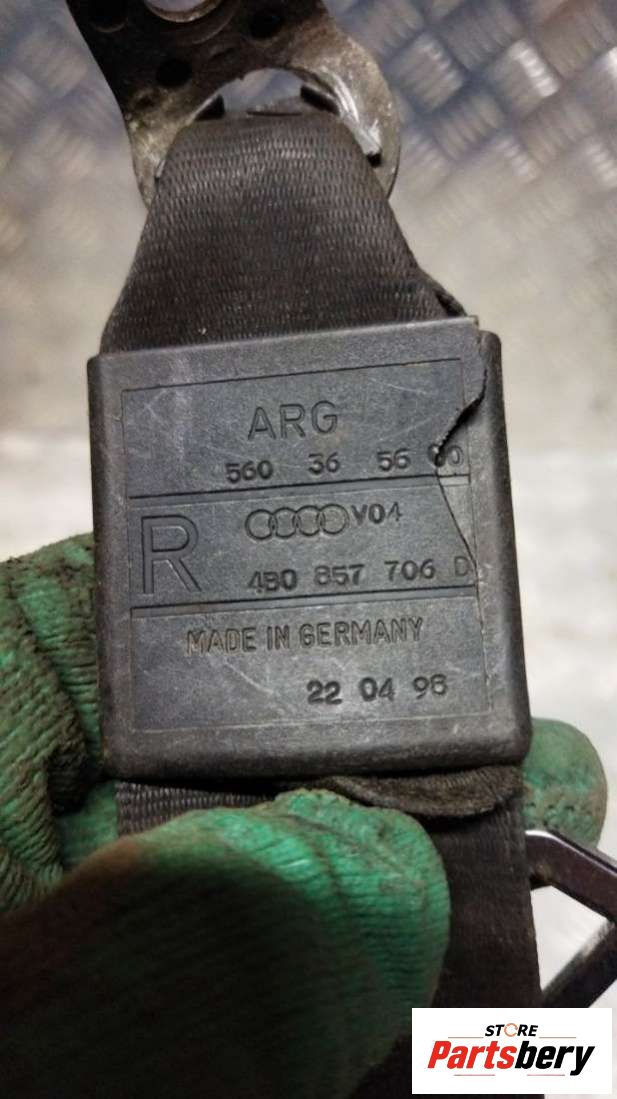 ARG
560 36 56 00
R
V04
4B0 857 706 D
MADE IN GERMANY
22 04 98
STORE
Partsbery